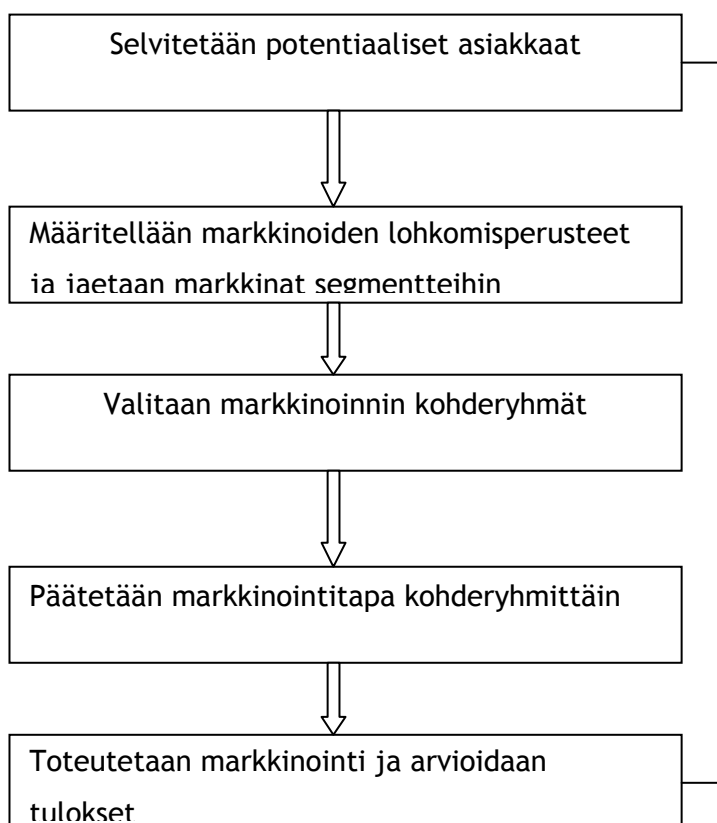 Selvitetään potentiaaliset asiakkaat
Määritellään markkinoiden lohkomisperusteet
ja jaetaan markkinat segmentteihin
Valitaan markkinoinnin kohderyhmät
Päätetään markkinointitapa kohderyhmittäin
Toteutetaan markkinointi ja arvioidaan
tulokset